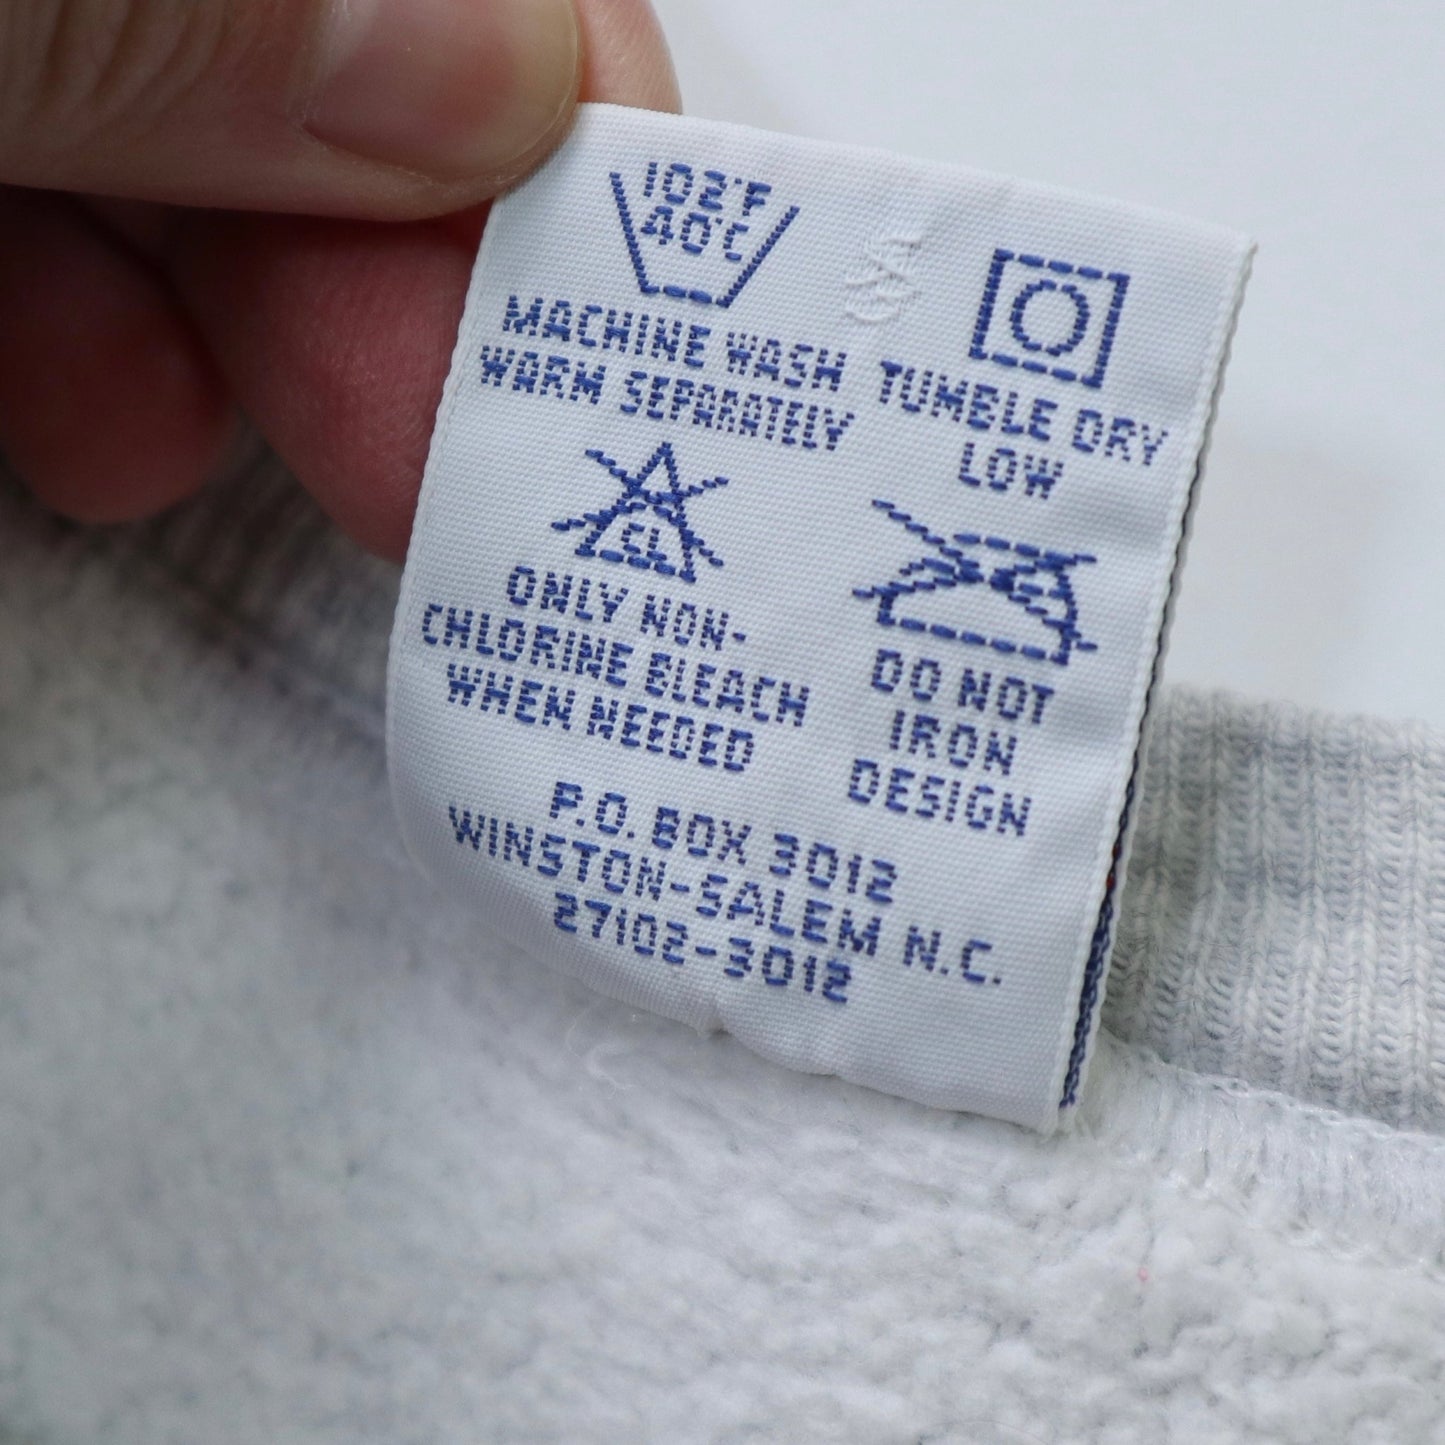 102°F
40°C
MACHINE WASH
WARM SEPARATELY
TUMBLE DRY
LOW
CL
ONLY NON-
CHLORINE BLEACH
WHEN NEEDED
DO NOT
IRON
DESIGN
P.O. BOX 3012
WINSTON-SALEM N.C.
27102-3012